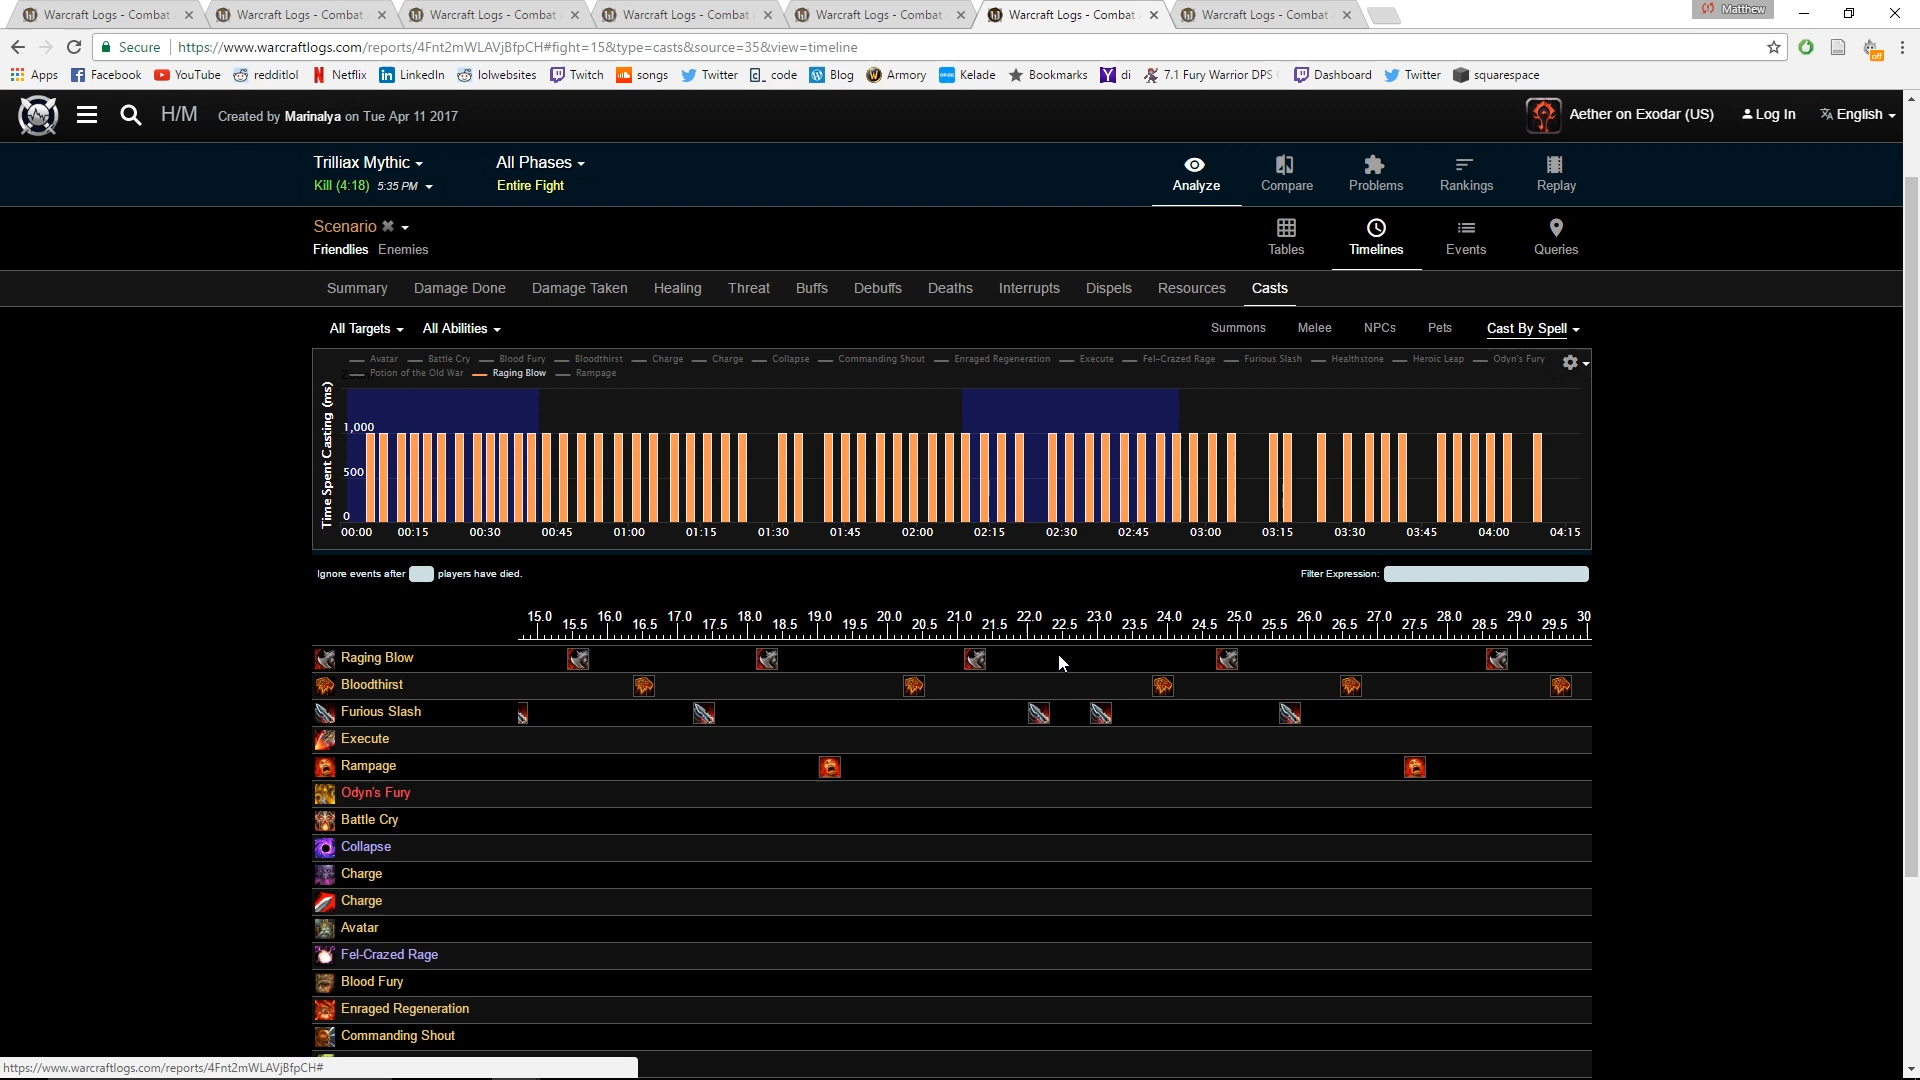 Warcraft Logs - Combat Warcraft Logs - Combat Warcraft Logs - Combat Warcraft Logs - Combat Warcraft Logs - Combat Warcraft Logs - Combat Warcraft Logs - Combat Matthew
Secure https://www.warcraftlogs.com/reports/4Fnt2mWLAVjBfpCH#fight=15&type=casts&source=35&view=timeline
Apps Facebook YouTube redditlol Netflix LinkedIn lolwebsites Twitch songs Twitter code Blog Armory Kelade Bookmarks di 7.1 Fury Warrior DPS Dashboard Twitter squarespace
H/M Created by Marinalya on Tue Apr 11 2017 Aether on Exodar (US) Log In English
Trilliax Mythic All Phases
Kill (4:18) 5:35 PM Entire Fight Analyze Compare Problems Rankings Replay
Scenario
Friendlies Enemies Tables Timelines Events Queries
Summary Damage Done Damage Taken Healing Threat Buffs Debuffs Deaths Interrupts Dispels Resources Casts
All Targets All Abilities Summons Melee NPCs Pets Cast By Spell
Avatar Battle Cry Blood Fury Bloodthirst Charge Charge Collapse Commanding Shout Enraged Regeneration Execute Fel-Crazed Rage Furious Slash Healthstone Heroic Leap Odyn's Fury
Potion of the Old War Raging Blow Rampage
Time Spent Casting (ms)
1,000
500
0
00:00 00:15 00:30 00:45 01:00 01:15 01:30 01:45 02:00 02:15 02:30 02:45 03:00 03:15 03:30 03:45 04:00 04:15
Ignore events after players have died. Filter Expression:
15.0 15.5 16.0 16.5 17.0 17.5 18.0 18.5 19.0 19.5 20.0 20.5 21.0 21.5 22.0 22.5 23.0 23.5 24.0 24.5 25.0 25.5 26.0 26.5 27.0 27.5 28.0 28.5 29.0 29.5 30
Raging Blow
Bloodthirst
Furious Slash
Execute
Rampage
Odyn's Fury
Battle Cry
Collapse
Charge
Charge
Avatar
Fel-Crazed Rage
Blood Fury
Enraged Regeneration
Commanding Shout
https://www.warcraftlogs.com/reports/4Fnt2mWLAVjBfpCH#